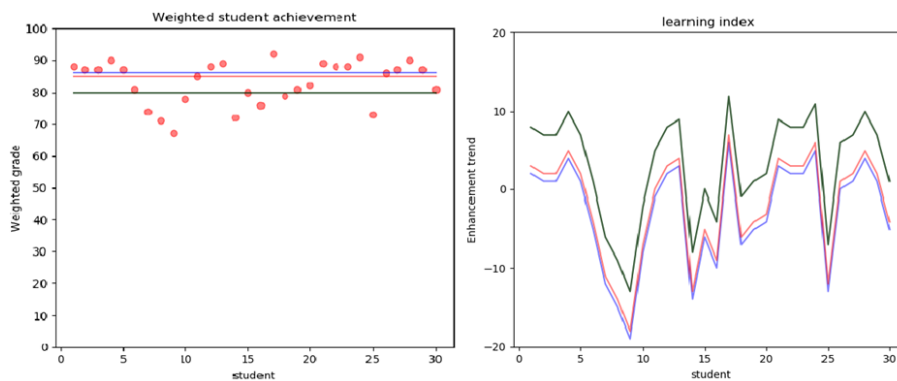 Weighted student achievement
Weighted grade
100
90
80
70
60
50
40
30
20
10
0
0 5 10 15 20 25 30
student
learning index
Enhancement trend
20
10
0
−10
−20
0 5 10 15 20 25 30
student